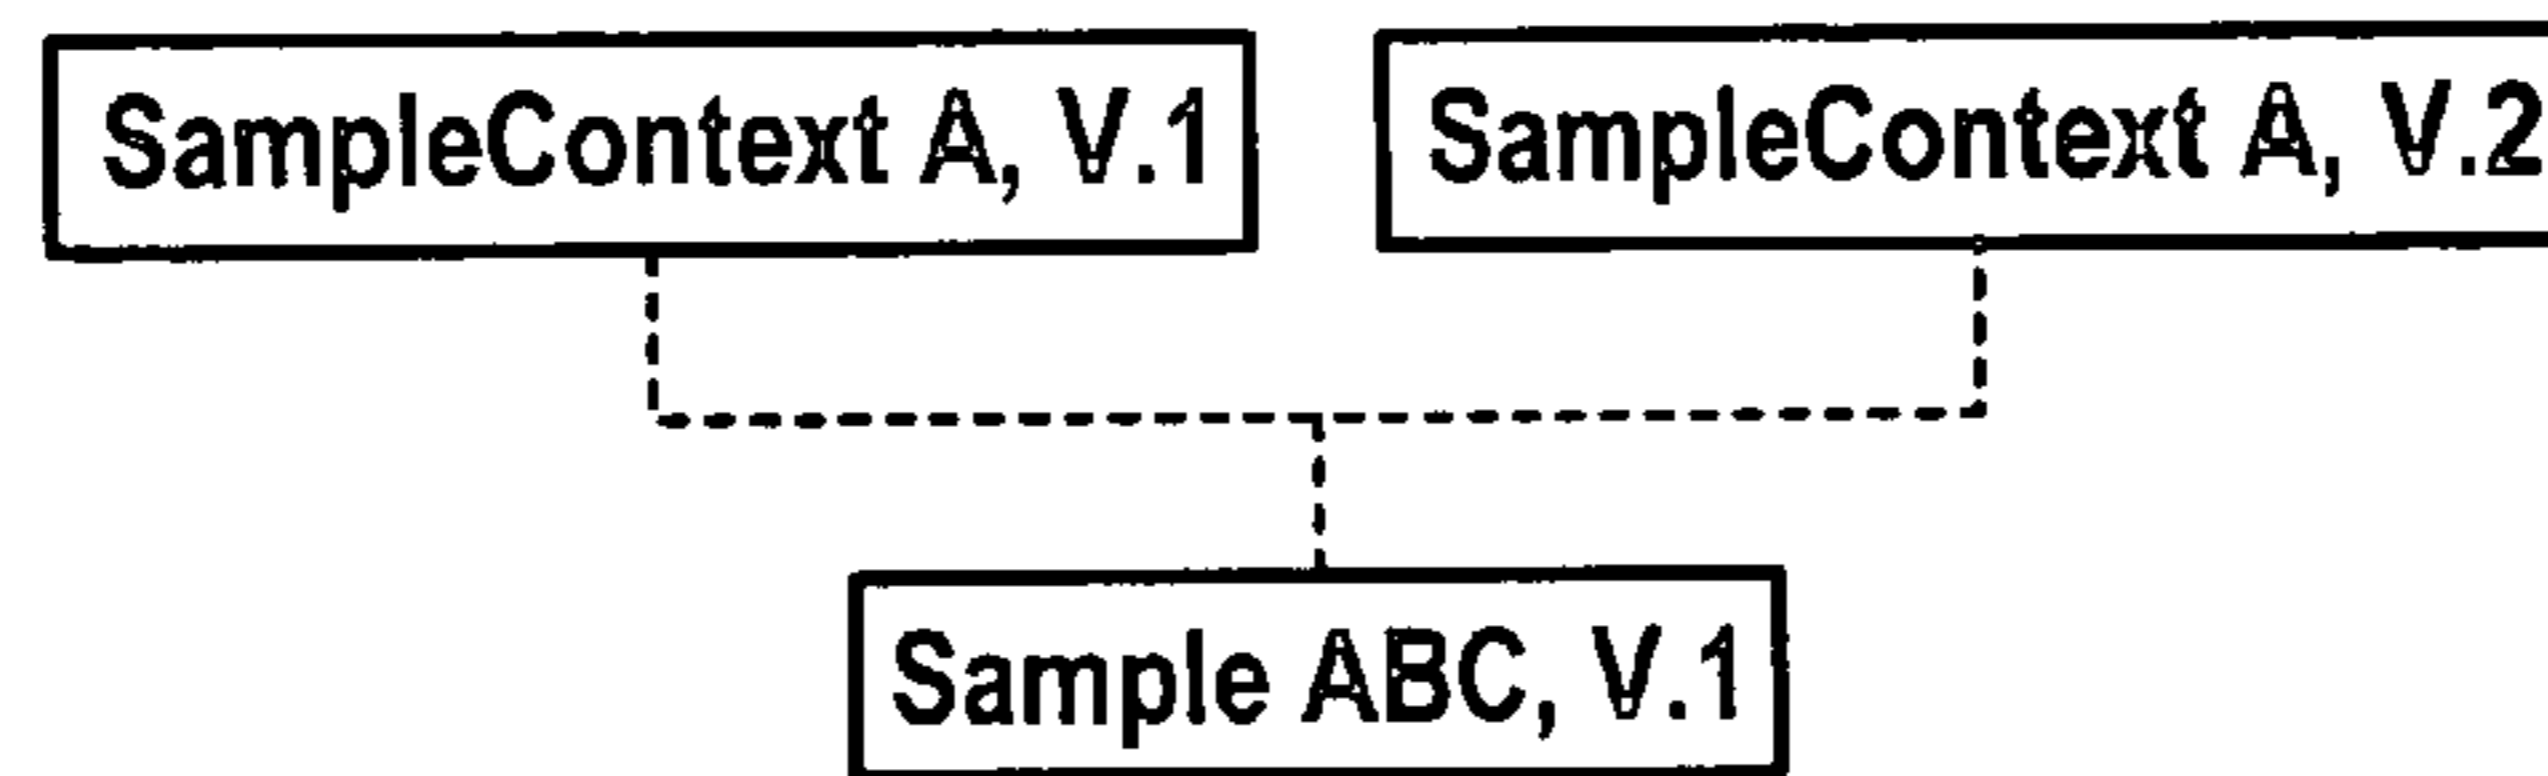 SampleContext A, V.1
SampleContext A, V.2
Sample ABC, V.1